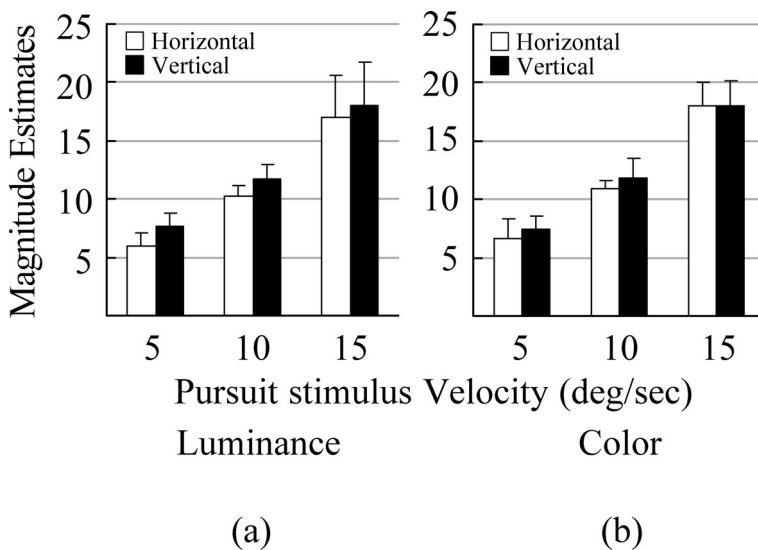 Magnitude Estimates
25
20
15
10
5
Horizontal
Vertical
5 10 15
25
20
15
10
5
Horizontal
Vertical
5 10 15
Pursuit stimulus Velocity (deg/sec)
Luminance
Color
(a)
(b)